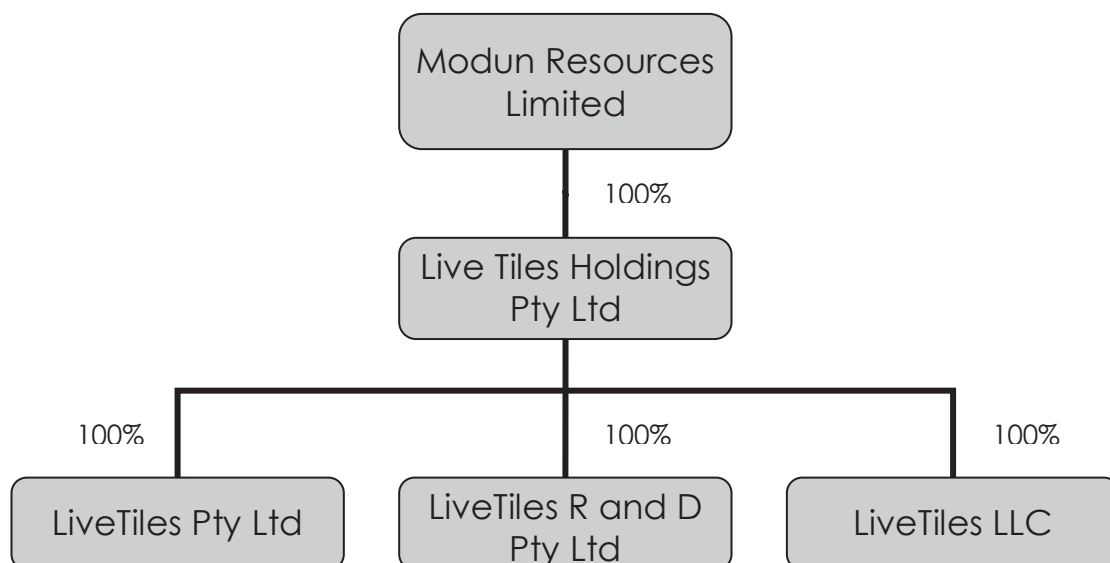 Modun Resources
Limited
100%
Live Tiles Holdings
Pty Ltd
100%
100%
100%
LiveTiles Pty Ltd
LiveTiles R and D
Pty Ltd
LiveTiles LLC